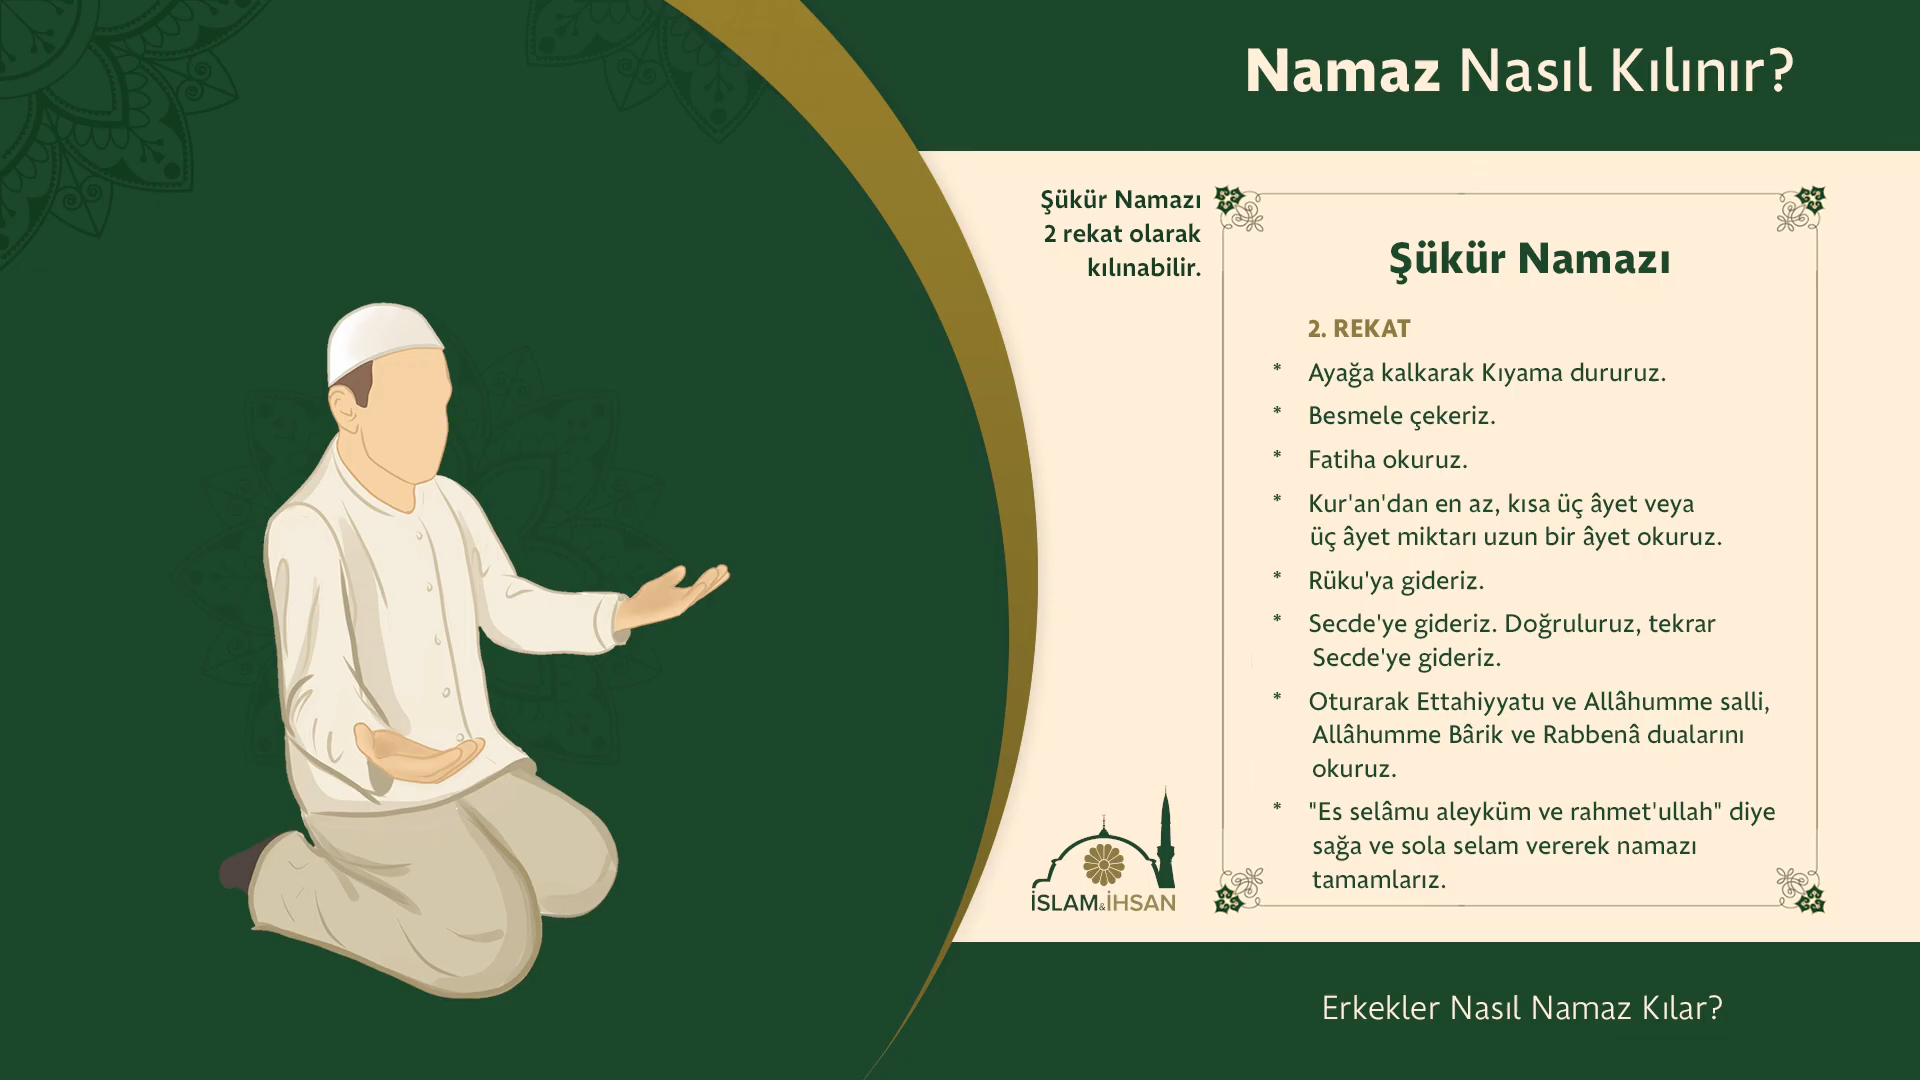 Namaz Nasıl Kılınır?
Şükür Namazı
2 rekat olarak
kılınabilir.
Şükür Namazı
2. REKAT
* Ayağa kalkarak Kıyama dururuz.
* Besmele çekeriz.
* Fatiha okuruz.
* Kur'an'dan en az, kısa üç âyet veya
üç âyet miktarı uzun bir âyet okuruz.
* Rüku'ya gideriz.
* Secde'ye gideriz. Doğruluruz, tekrar
Secde'ye gideriz.
* Oturarak Ettahiyyatu ve Allâhumme salli,
Allâhumme Bârik ve Rabbenâ dualarını
okuruz.
* "Es selâmu aleyküm ve rahmet'ullah" diye
sağa ve sola selam vererek namazı
tamamlarız.
İSLAM&İHSAN
Erkekler Nasıl Namaz Kılar?